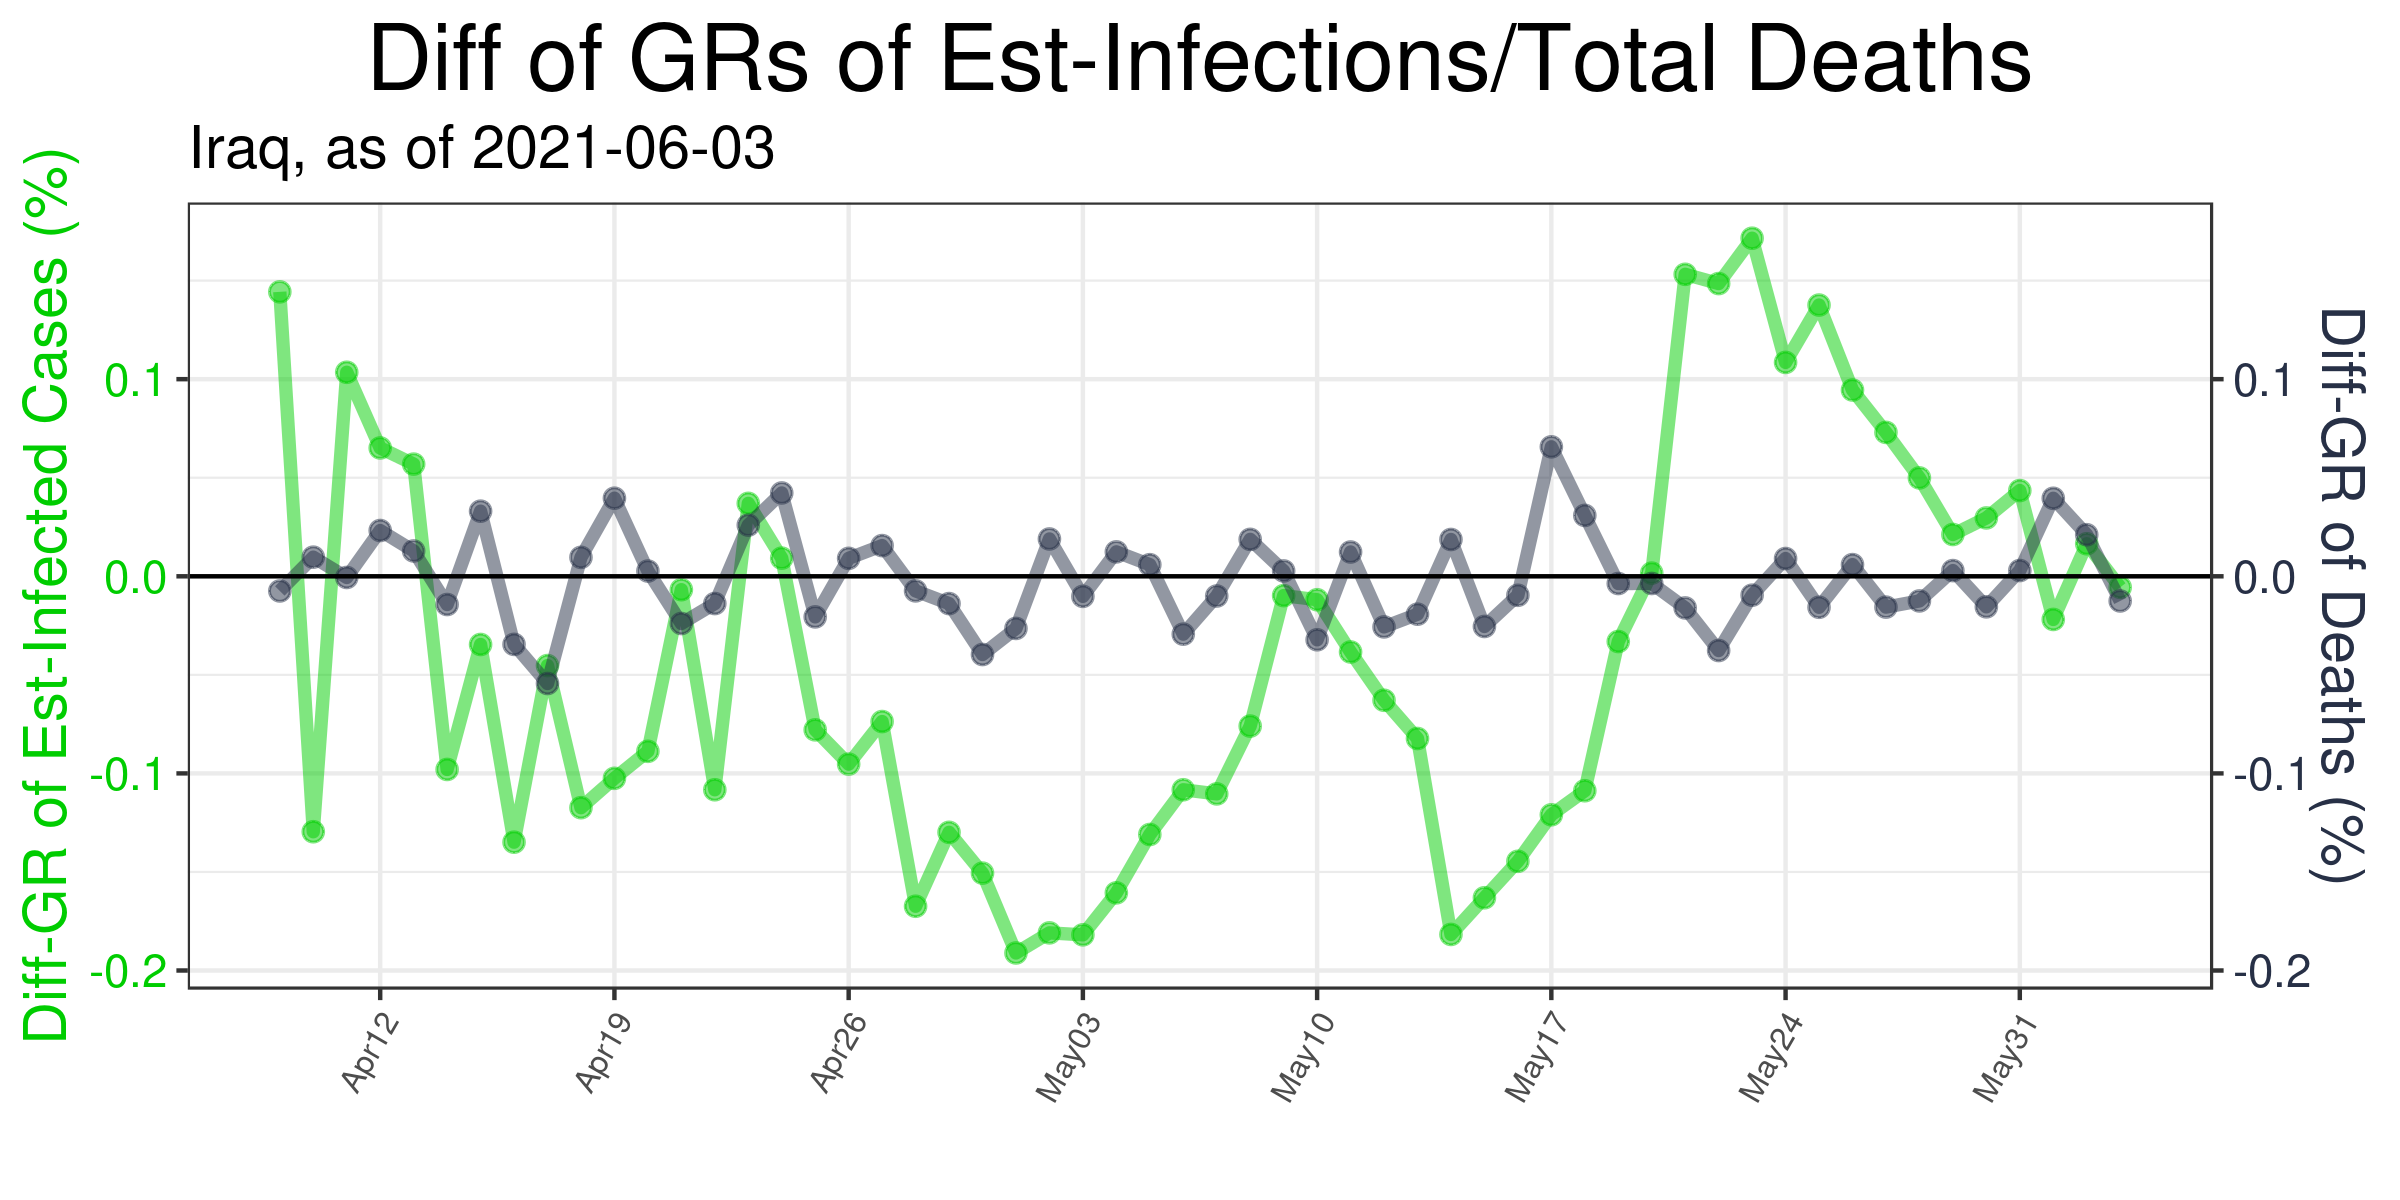 Diff of GRs of Est-Infections/Total Deaths
Iraq, as of 2021-06-03
Diff-GR of Est-Infected Cases (%)
0.1
0.0
-0.1
-0.2
0.1
0.0
-0.1
-0.2
Diff-GR of Deaths (%)
Apr12
Apr19
Apr26
May03
May10
May17
May24
May31